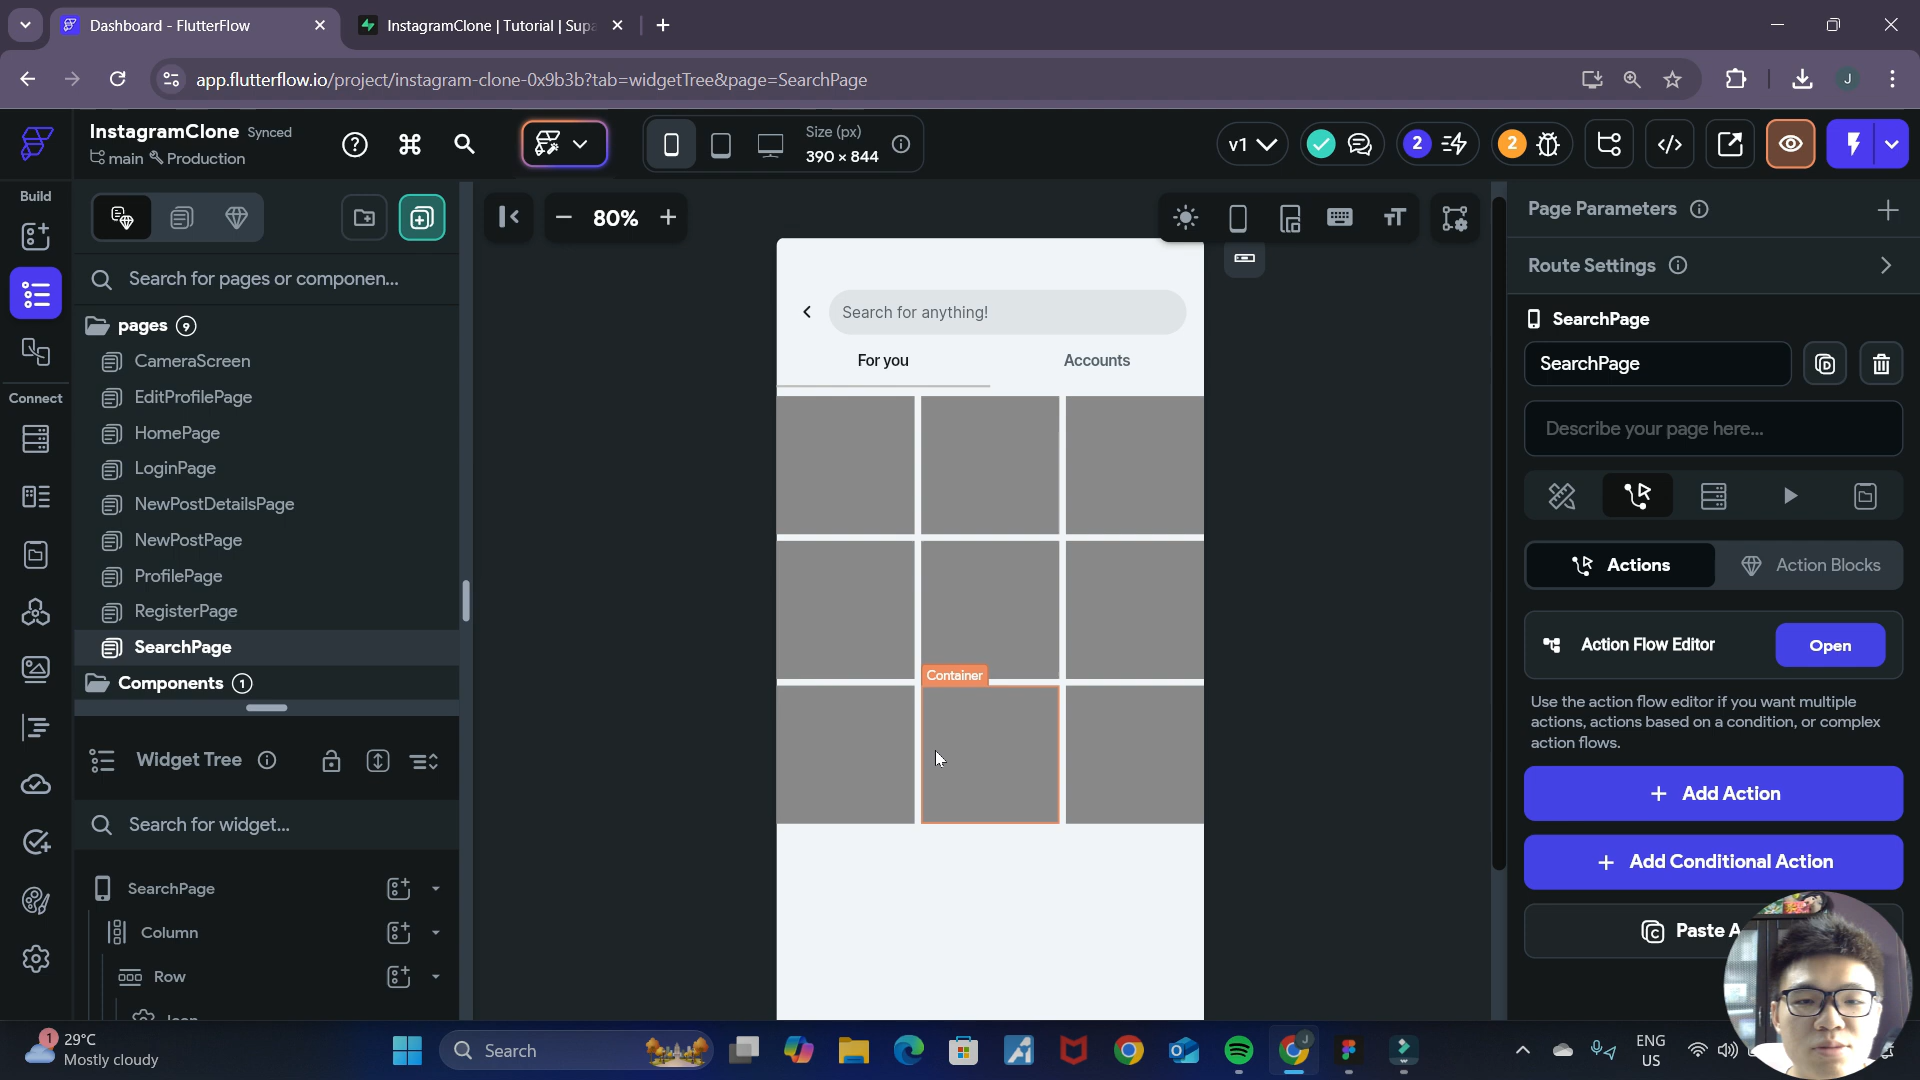 Dashboard - FlutterFlow
InstagramClone | Tutorial | Supa
app.flutterflow.io/project/instagram-clone-0x9b3b?tab=widgetTree&page=SearchPage
J
InstagramClone Synced
main Production
Size (px)
390 × 844
v1
2
2
Build
Connect
80%
Search for pages or componen...
pages 9
CameraScreen
EditProfilePage
HomePage
LoginPage
NewPostDetailsPage
NewPostPage
ProfilePage
RegisterPage
SearchPage
Components 1
Widget Tree
Search for widget...
SearchPage
Column
Row
Search for anything!
For you
Accounts
Container
Page Parameters
Route Settings
SearchPage
SearchPage
Describe your page here...
Actions
Action Blocks
Action Flow Editor
Open
Use the action flow editor if you want multiple
actions, actions based on a condition, or complex
action flows.
+ Add Action
+ Add Conditional Action
Paste A
1
29°C
Mostly cloudy
Search
ENG
US